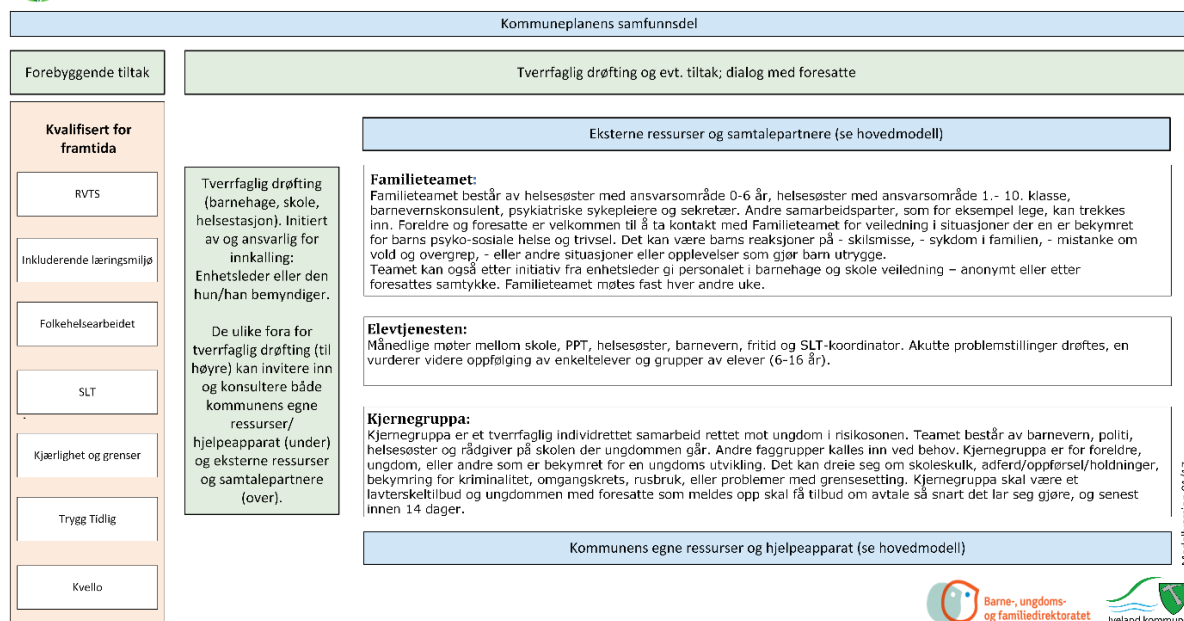 Kommuneplanens samfunnsdel
Forebyggende tiltak
Tverrfaglig drøfting og evt. tiltak; dialog med foresatte
Kvalifisert for
framtida
RVTS
Inkluderende læringsmiljø
Folkehelsearbeidet
SLT
Kjærlighet og grenser
Trygg Tidlig
Kvello
Tverrfaglig drøfting
(barnehage, skole,
helsestasjon). Initiert
av og ansvarlig for
innkalling:
Enhetsleder eller den
hun/han bemyndiger.
De ulike fora for
tverrfaglig drøfting (til
høyre) kan invitere inn
og konsultere både
kommunens egne
ressurser/
hjelpeapparat (under)
og eksterne ressurser
og samtalepartnere
(over).
Eksterne ressurser og samtalepartnere (se hovedmodell)
Familieteamet:
Familieteamet består av helsesøster med ansvarsområde 0-6 år, helsesøster med ansvarsområde 1.- 10. klasse,
barnevernskonsulent, psykiatriske sykepleiere og sekretær. Andre samarbeidsparter, som for eksempel lege, kan trekkes
inn. Foreldre og foresatte er velkommen til å ta kontakt med Familieteamet for veiledning i situasjoner der en er bekymret
for barns psyko-sosiale helse og trivsel. Det kan være barns reaksjoner på - skilsmisse, - sykdom i familien, - mistanke om
vold og overgrep, - eller andre situasjoner eller opplevelser som gjør barn utrygge.
Teamet kan også etter initiativ fra enhetsleder gi personalet i barnehage og skole veiledning – anonymt eller etter
foresattes samtykke. Familieteamet møtes fast hver andre uke.
Elevtjenesten:
Månedlige møter mellom skole, PPT, helsesøster, barnevern, fritid og SLT-koordinator. Akutte problemstillinger drøftes, en
vurderer videre oppfølging av enkeltelever og grupper av elever (6-16 år).
Kjernegruppa:
Kjernegruppa er et tverrfaglig individrettet samarbeid rettet mot ungdom i risikosonen. Teamet består av barnevern, politi,
helsesøster og rådgiver på skolen der ungdommen går. Andre faggrupper kalles inn ved behov. Kjernegruppa er for foreldre,
ungdom, eller andre som er bekymret for en ungdoms utvikling. Det kan dreie seg om skoleskulk, adferd/oppførsel/holdninger,
bekymring for kriminalitet, omgangskrets, rusbruk, eller problemer med grensesetting. Kjernegruppa skal være et
lavterskeltilbud og ungdommen med foresatte som meldes opp skal få tilbud om avtale så snart det lar seg gjøre, og senest
innen 14 dager.
Kommunens egne ressurser og hjelpeapparat (se hovedmodell)
Barne-, ungdoms-
og familiedirektoratet
Iveland kommune